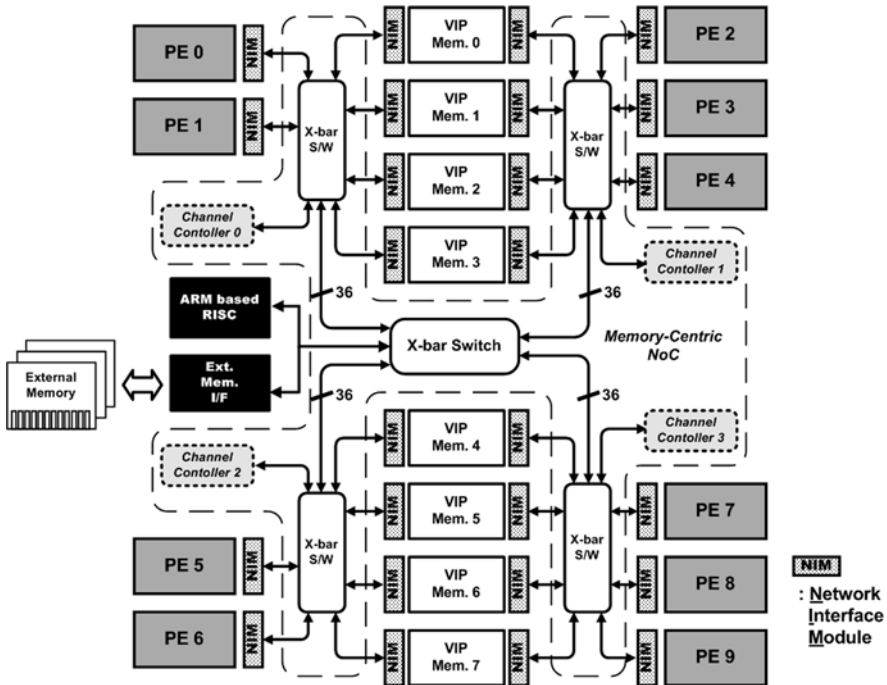 PE 0
NIM
NIM
VIP
Mem. 0
NIM
NIM
PE 2
PE 1
NIM
X-bar
S/W
NIM
VIP
Mem. 1
NIM
X-bar
S/W
NIM
PE 3
NIM
VIP
Mem. 2
NIM
NIM
PE 4
Channel
Contoller 0
NIM
VIP
Mem. 3
NIM
Channel
Contoller 1
ARM based
RISC
36
36
X-bar Switch
Memory-Centric
NoC
External
Memory
Ext.
Mem.
I/F
36
36
Channel
Contoller 2
NIM
VIP
Mem. 4
NIM
Channel
Contoller 3
X-bar
S/W
NIM
VIP
Mem. 5
NIM
X-bar
S/W
NIM
PE 7
PE 5
NIM
NIM
VIP
Mem. 6
NIM
NIM
PE 8
PE 6
NIM
NIM
VIP
Mem. 7
NIM
NIM
PE 9
NIM
: Network
Interface
Module